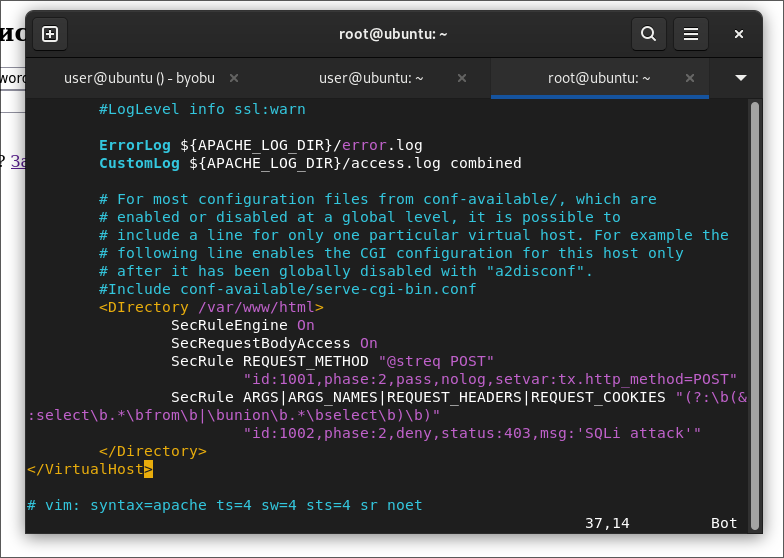 ис
root@ubuntu: ~
word
user@ubuntu () - byobu
user@ubuntu: ~
root@ubuntu: ~
#LogLevel info ssl:warn
ErrorLog ${APACHE_LOG_DIR}/error.log
CustomLog ${APACHE_LOG_DIR}/access.log combined
? За
# For most configuration files from conf-available/, which are
# enabled or disabled at a global level, it is possible to
# include a line for only one particular virtual host. For example the
# following line enables the CGI configuration for this host only
# after it has been globally disabled with "a2disconf".
#Include conf-available/serve-cgi-bin.conf
<DIrectory /var/www/html>
SecRuleEngine On
SecRequestBodyAccess On
SecRule REQUEST_METHOD "@streq POST"
"id:1001,phase:2,pass,nolog,setvar:tx.http_method=POST"
SecRule ARGS|ARGS_NAMES|REQUEST_HEADERS|REQUEST_COOKIES "(?:\b(&
:select\b.*\bfrom\b|\bunion\b.*\bselect\b)\b)"
"id:1002,phase:2,deny,status:403,msg:'SQLi attack'"
</Directory>
</VirtualHost>
# vim: syntax=apache ts=4 sw=4 sts=4 sr noet
37,14 Bot